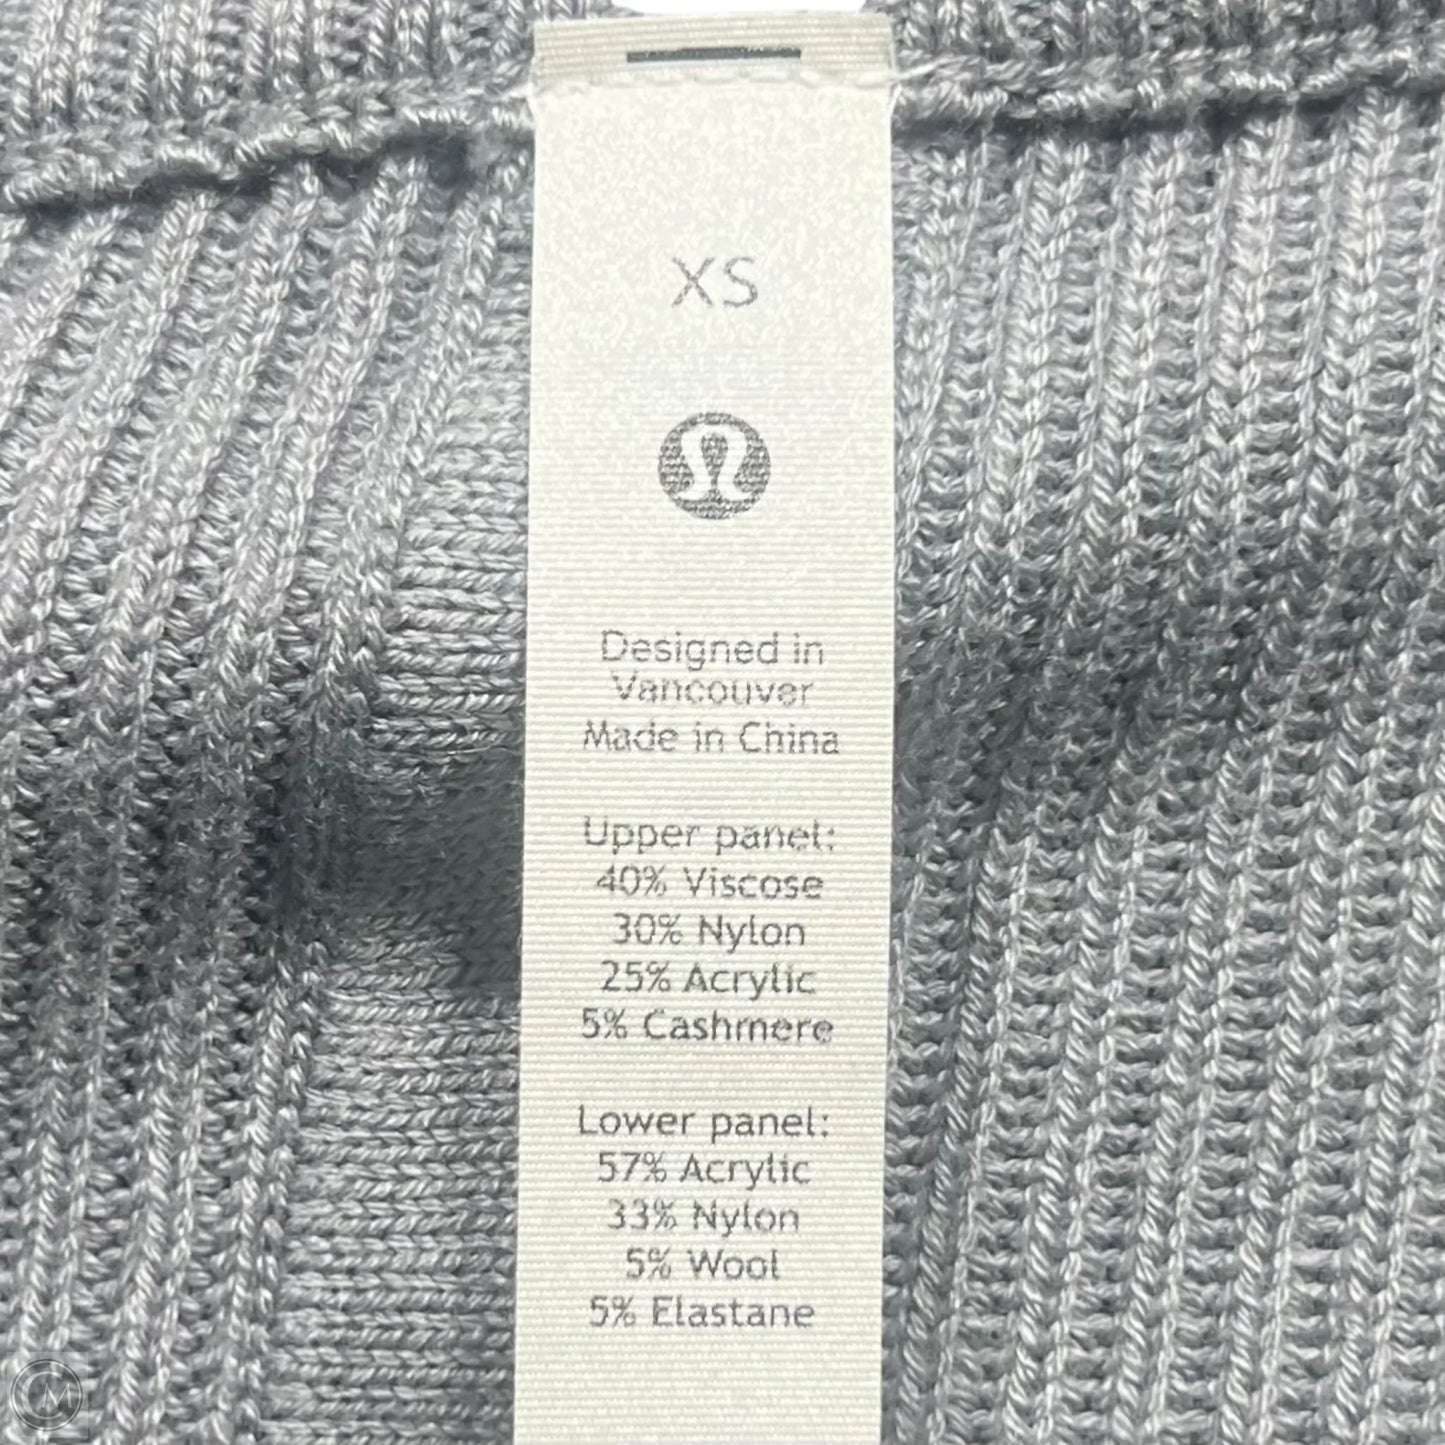 XS
Designed in
Vancouver
Made in China
Upper panel:
40% Viscose
30% Nylon
25% Acrylic
5% Cashmere
Lower panel:
57% Acrylic
33% Nylon
5% Wool
5% Elastane
CM